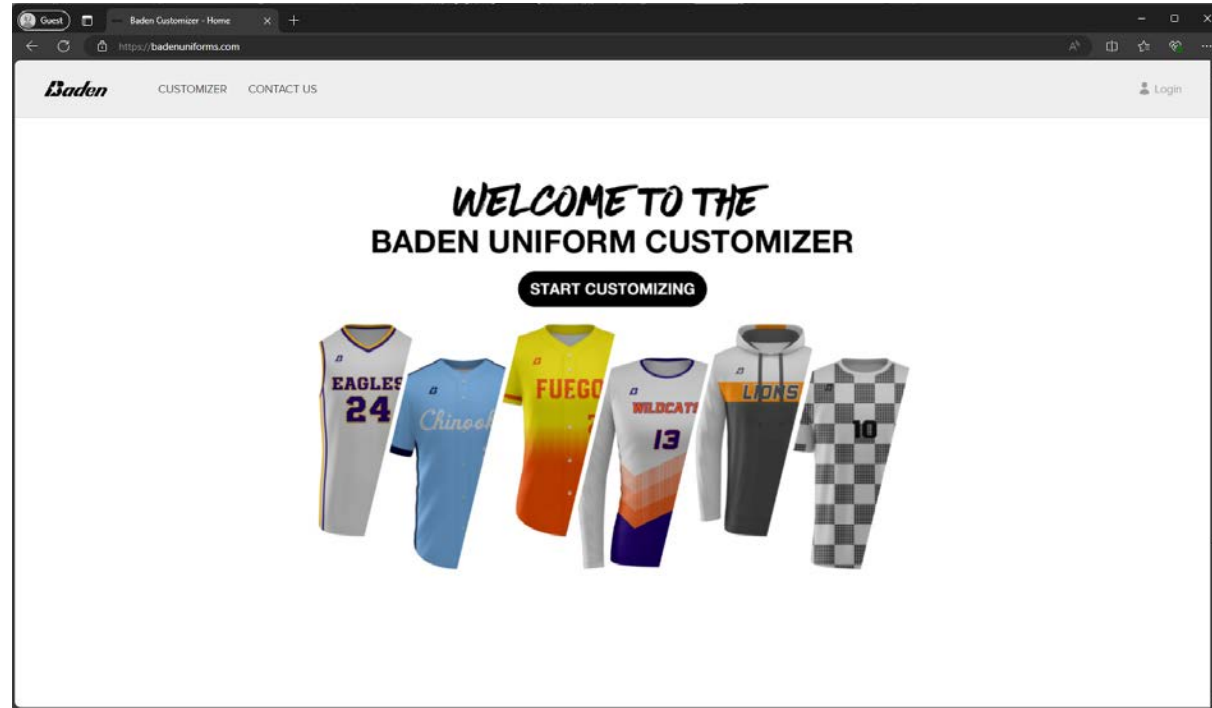 Guest
Baden Customizer - Home
https://badenuniforms.com
Baden
CUSTOMIZER
CONTACT US
Login
WELCOME TO THE
BADEN UNIFORM CUSTOMIZER
START CUSTOMIZING
EAGLES
24
Chinook
FUEGO
WILDCATS
13
LIONS
10